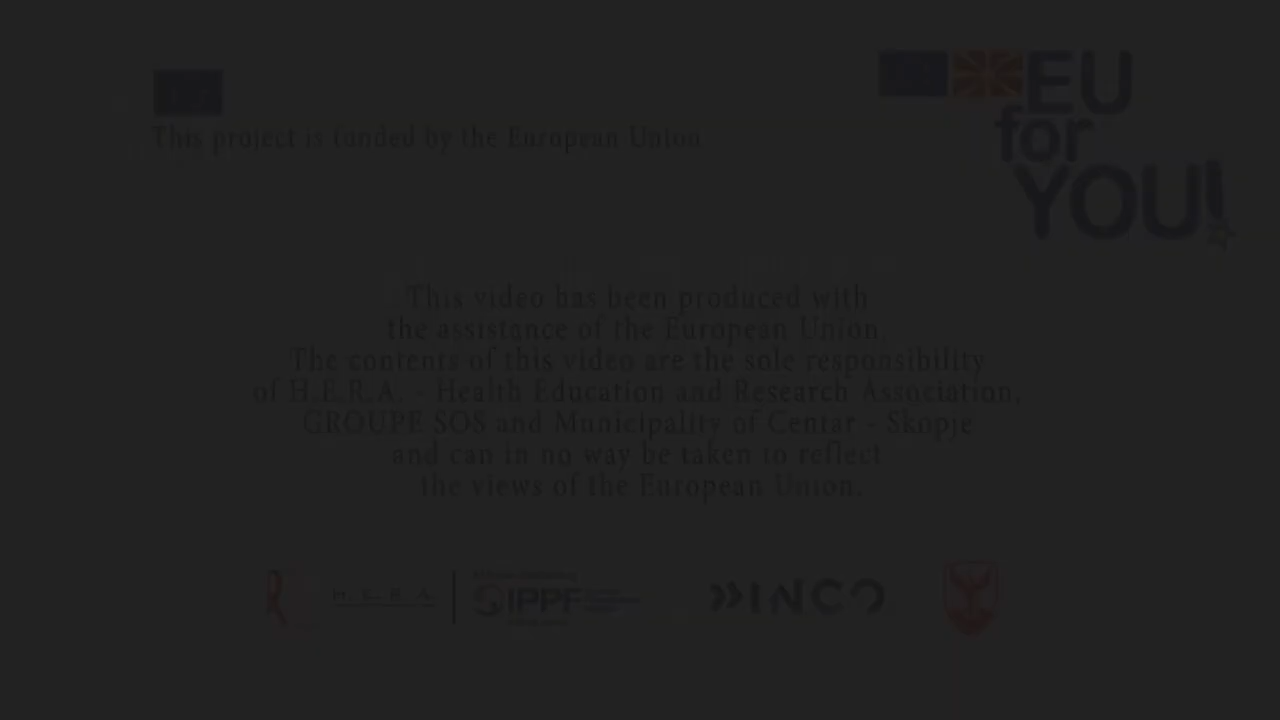 EU
for
YOU!
This project is funded by the European Union
This video has been produced with
the assistance of the European Union.
The contents of this video are the sole responsibility
of H.E.R.A. - Health Education and Research Association,
GROUPE SOS and Municipality of Centar - Skopje
and can in no way be taken to reflect
the views of the European Union.
H.E.R.A.
IPPF
INCO